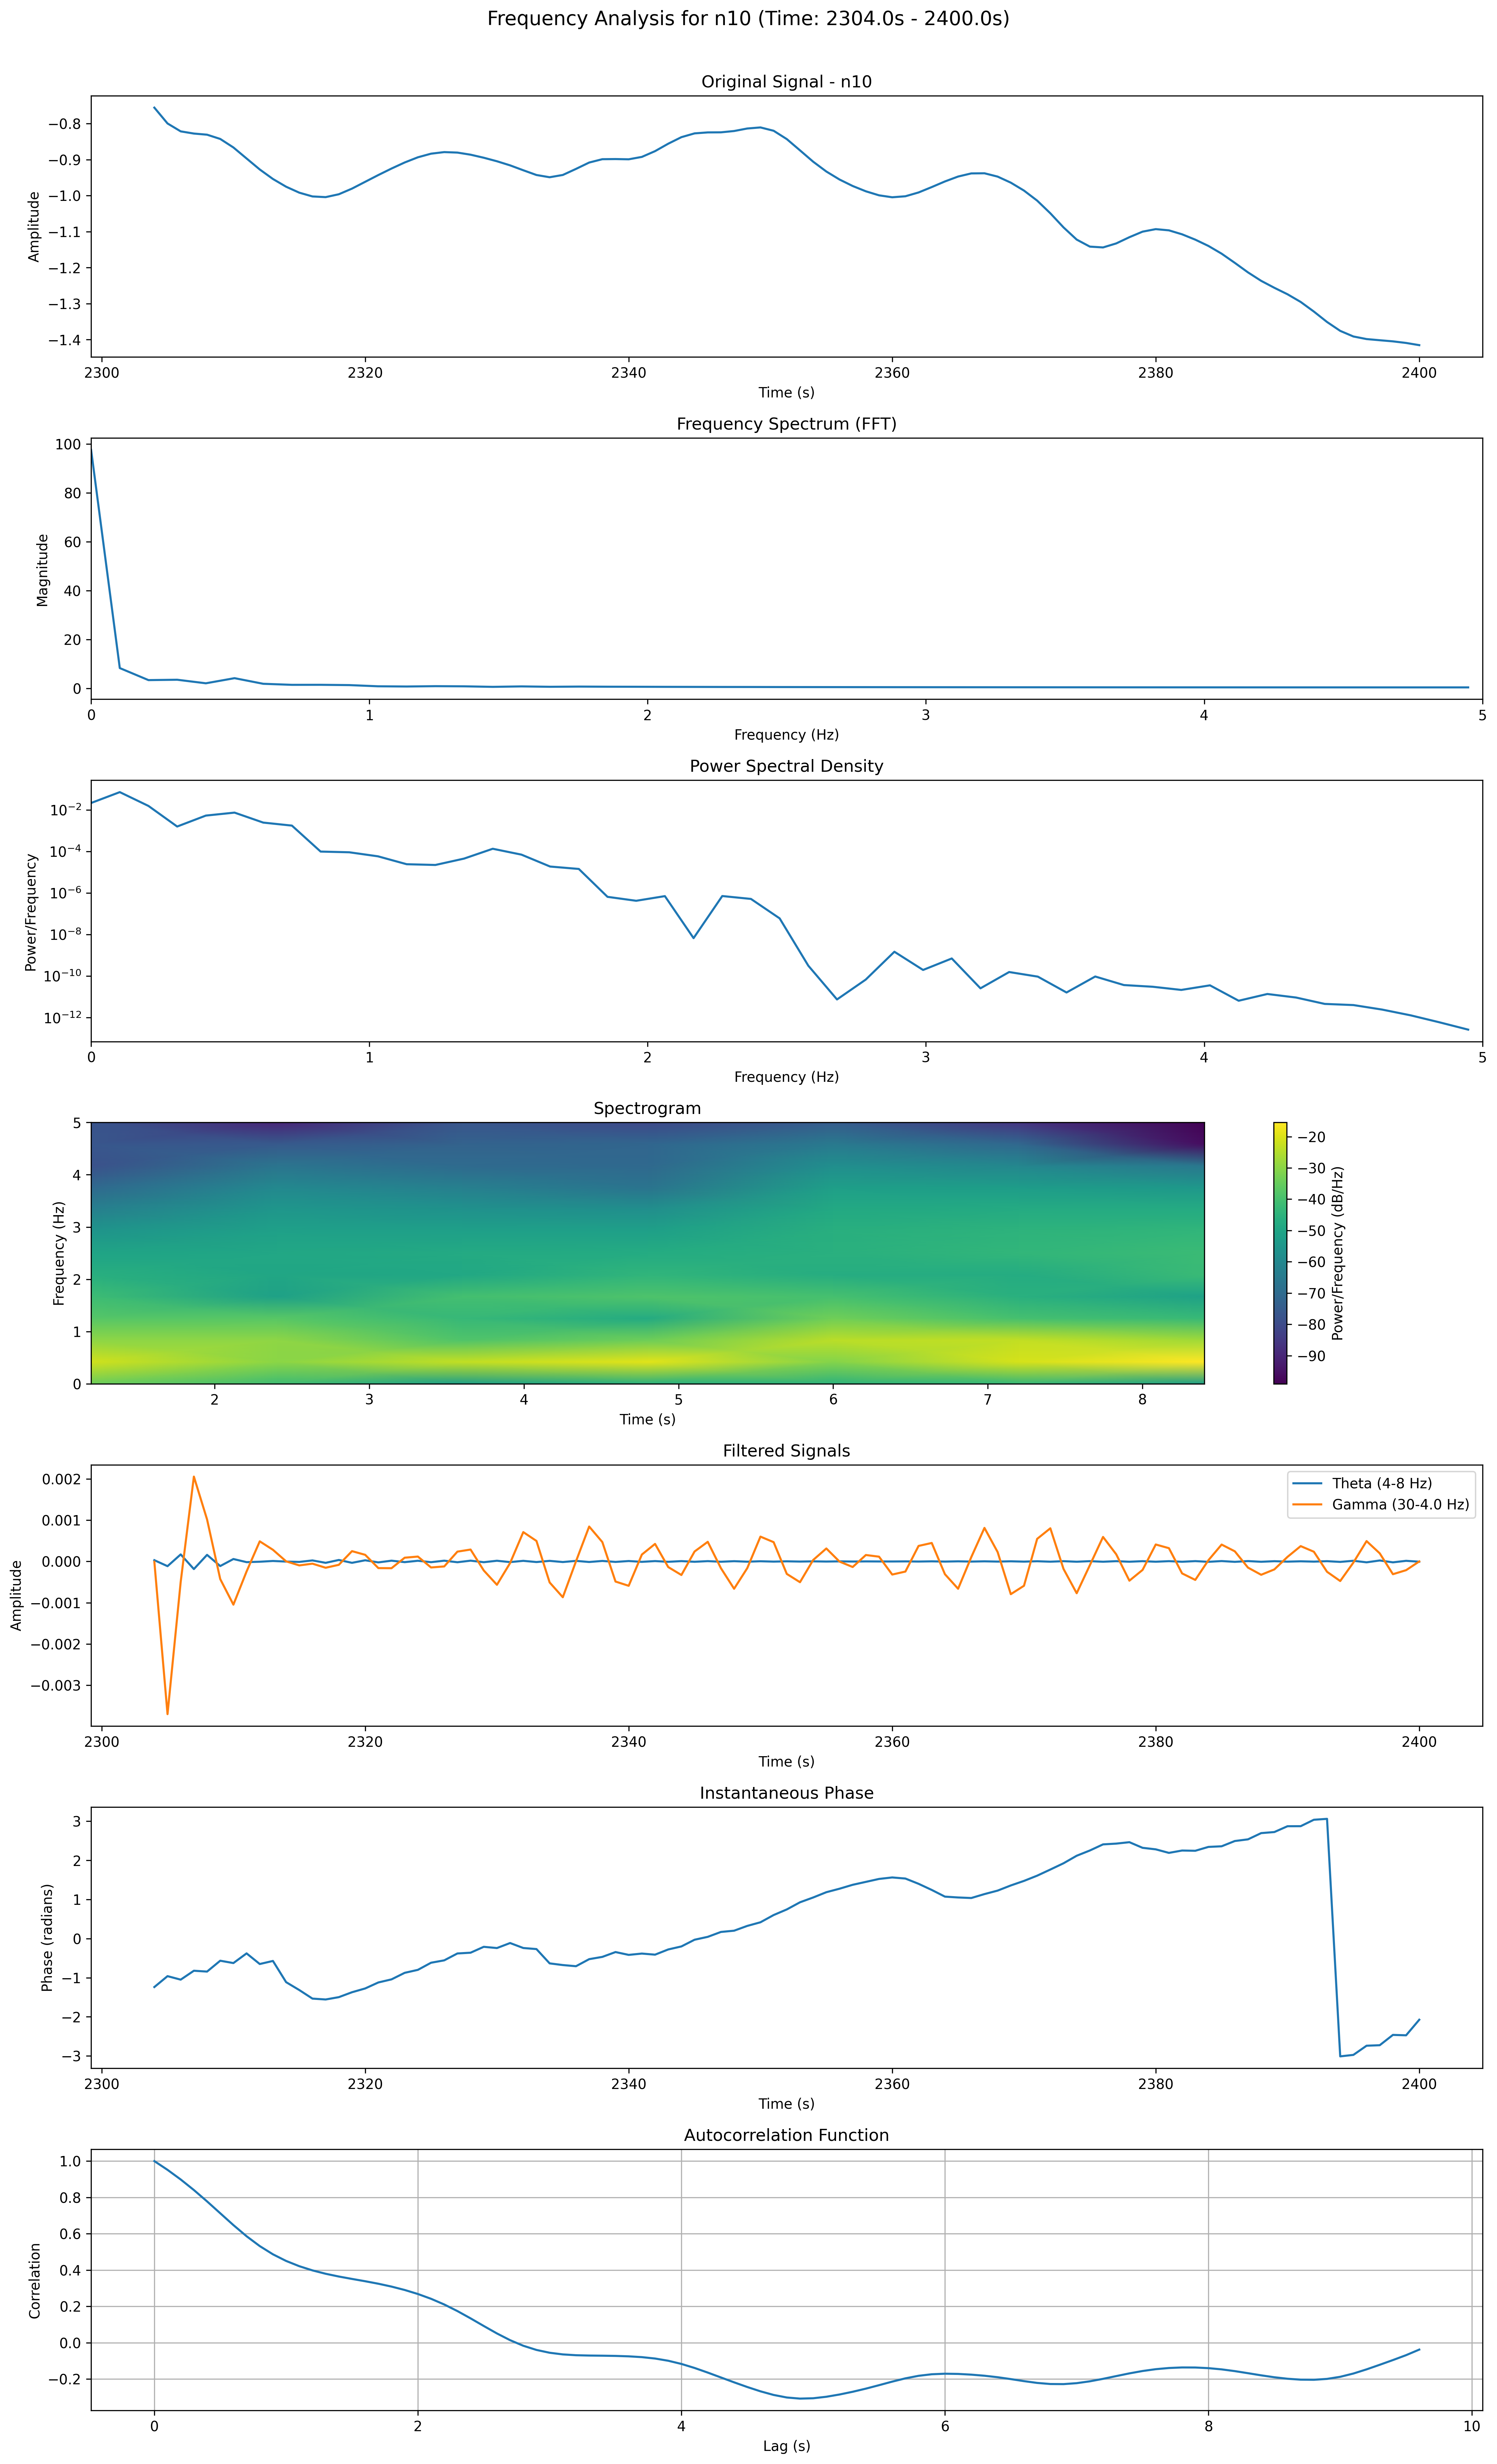 Frequency Analysis for n10 (Time: 2304.0s - 2400.0s)
Original Signal - n10
Amplitude
−0.8
−0.9
−1.0
−1.1
−1.2
−1.3
−1.4
2300 2320 2340 2360 2380 2400
Time (s)
Frequency Spectrum (FFT)
Magnitude
100
80
60
40
20
0
0 1 2 3 4 5
Frequency (Hz)
Power Spectral Density
Power/Frequency
10⁻²
10⁻⁴
10⁻⁶
10⁻⁸
10⁻¹⁰
10⁻¹²
0 1 2 3 4 5
Frequency (Hz)
Spectrogram
Frequency (Hz)
5
4
3
2
1
0
2 3 4 5 6 7 8
Time (s)
−20
−30
−40
−50
−60
−70
−80
−90
Power/Frequency (dB/Hz)
Filtered Signals
Amplitude
0.002
0.001
0.000
−0.001
−0.002
−0.003
Theta (4-8 Hz)
Gamma (30-4.0 Hz)
2300 2320 2340 2360 2380 2400
Time (s)
Instantaneous Phase
Phase (radians)
3
2
1
0
−1
−2
−3
2300 2320 2340 2360 2380 2400
Time (s)
Autocorrelation Function
Correlation
1.0
0.8
0.6
0.4
0.2
0.0
−0.2
0 2 4 6 8 10
Lag (s)